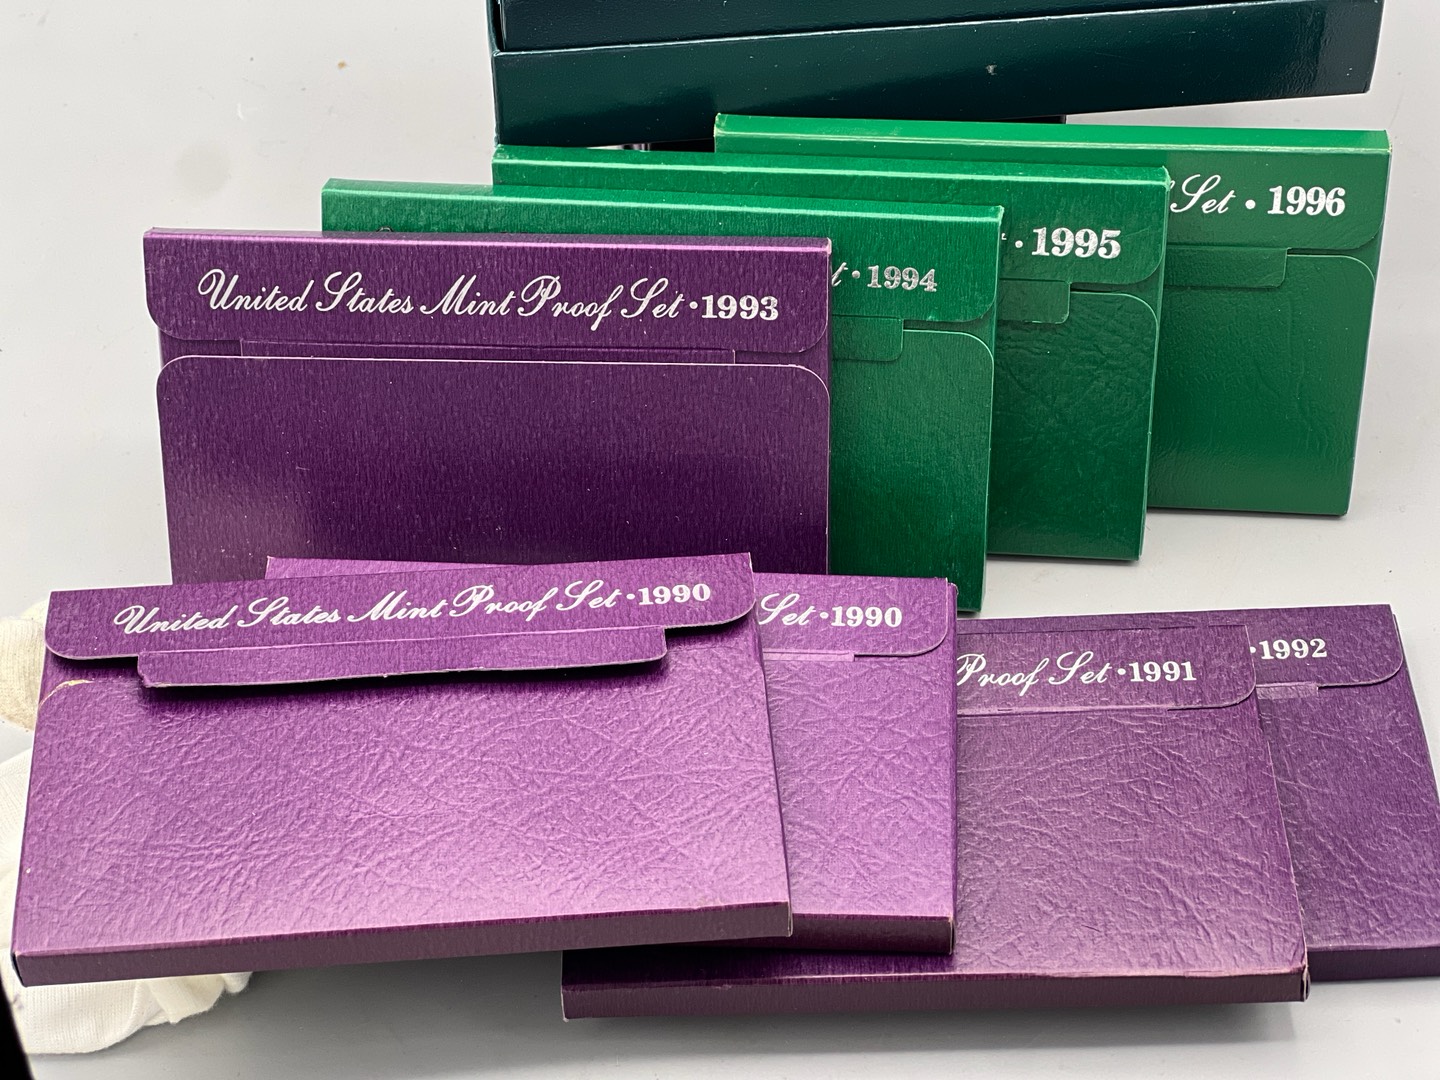 Set • 1996
• 1995
t • 1994
United States Mint Proof Set • 1993
United States Mint Proof Set • 1990
Set • 1990
Proof Set • 1991
• 1992